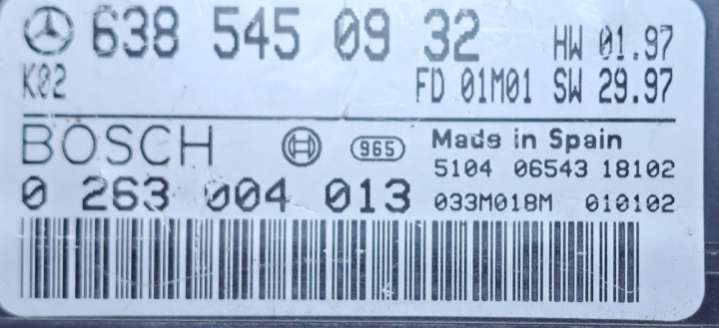 638 545 09 32 HW 01.97
K02 FD 01M01 SW 29.97
BOSCH 965 Made in Spain
5104 06543 18102
0 263 004 013 033M018M 010102